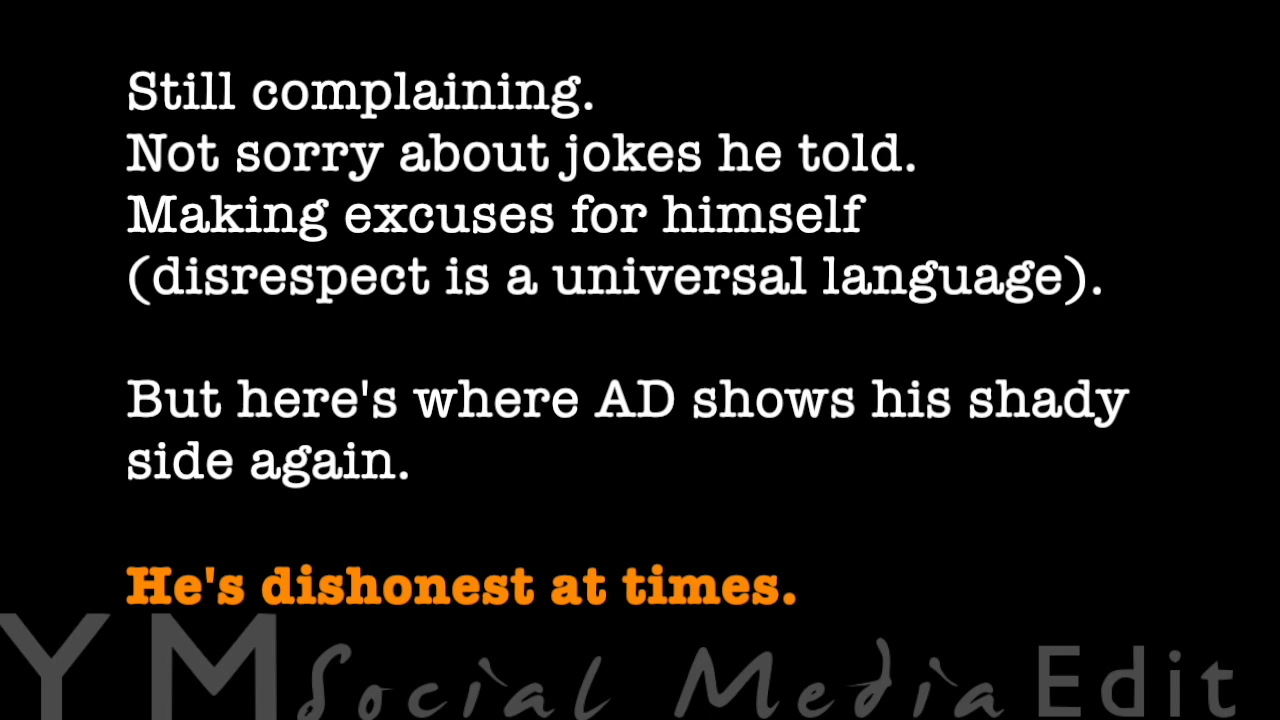 Still complaining.
Not sorry about jokes he told.
Making excuses for himself
(disrespect is a universal language).
But here's where AD shows his shady
side again.
He's dishonest at times.
YM Social Media Edit